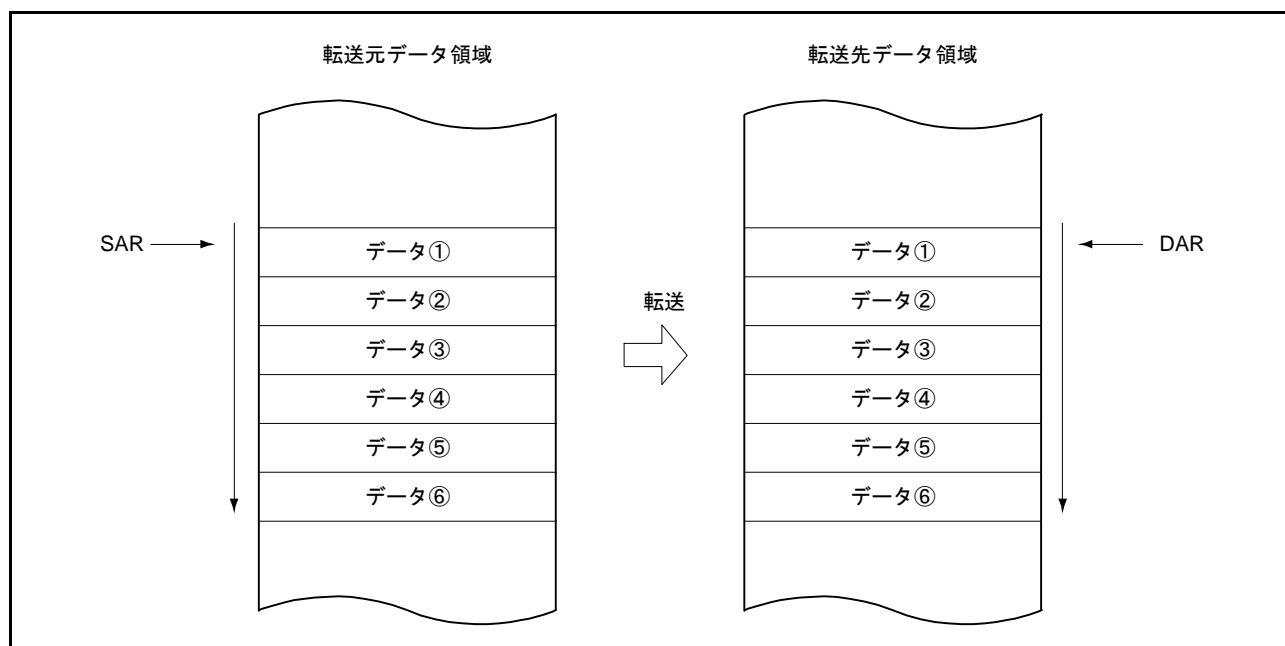 転送元データ領域
転送先データ領域
SAR
データ①
データ②
データ③
データ④
データ⑤
データ⑥
転送
データ①
データ②
データ③
データ④
データ⑤
データ⑥
DAR